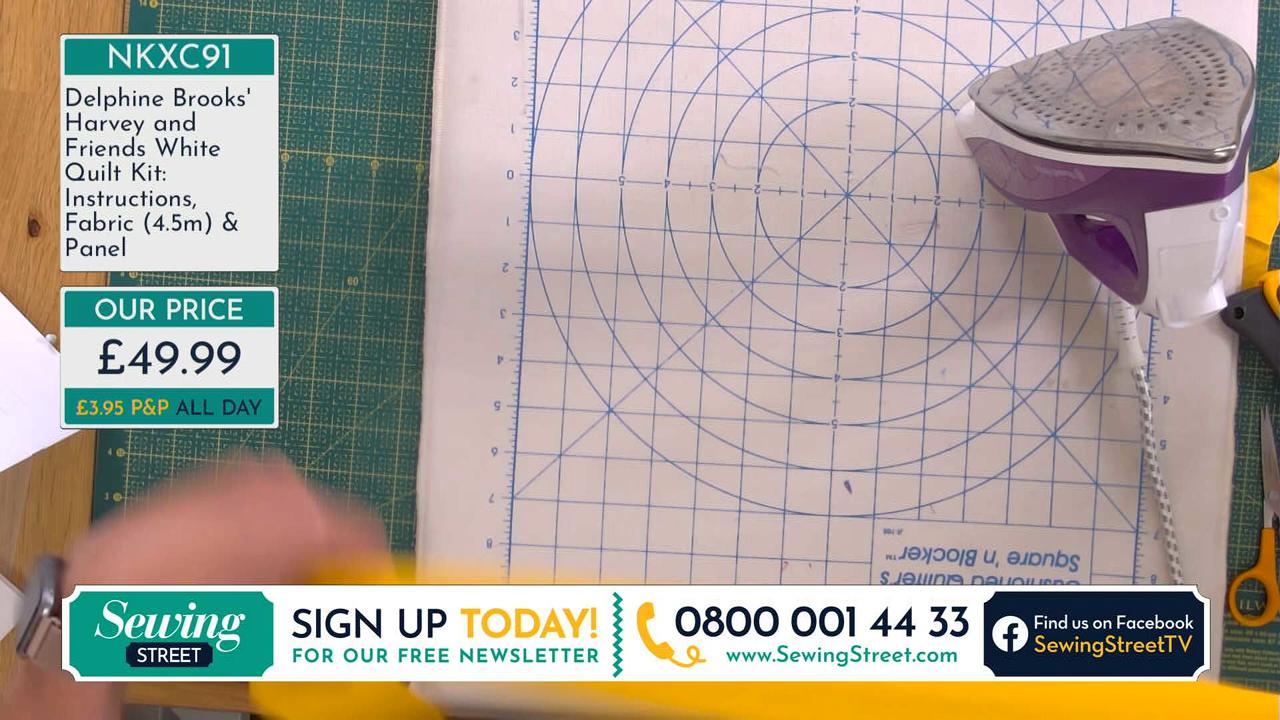 NKXC91
Delphine Brooks'
Harvey and
Friends White
Quilt Kit:
Instructions,
Fabric (4.5m) &
Panel
OUR PRICE
£49.99
£3.95 P&P ALL DAY
Square 'n Blocker™
Sewing
STREET
SIGN UP TODAY!
FOR OUR FREE NEWSLETTER
0800 001 44 33
www.SewingStreet.com
Find us on Facebook
SewingStreetTV